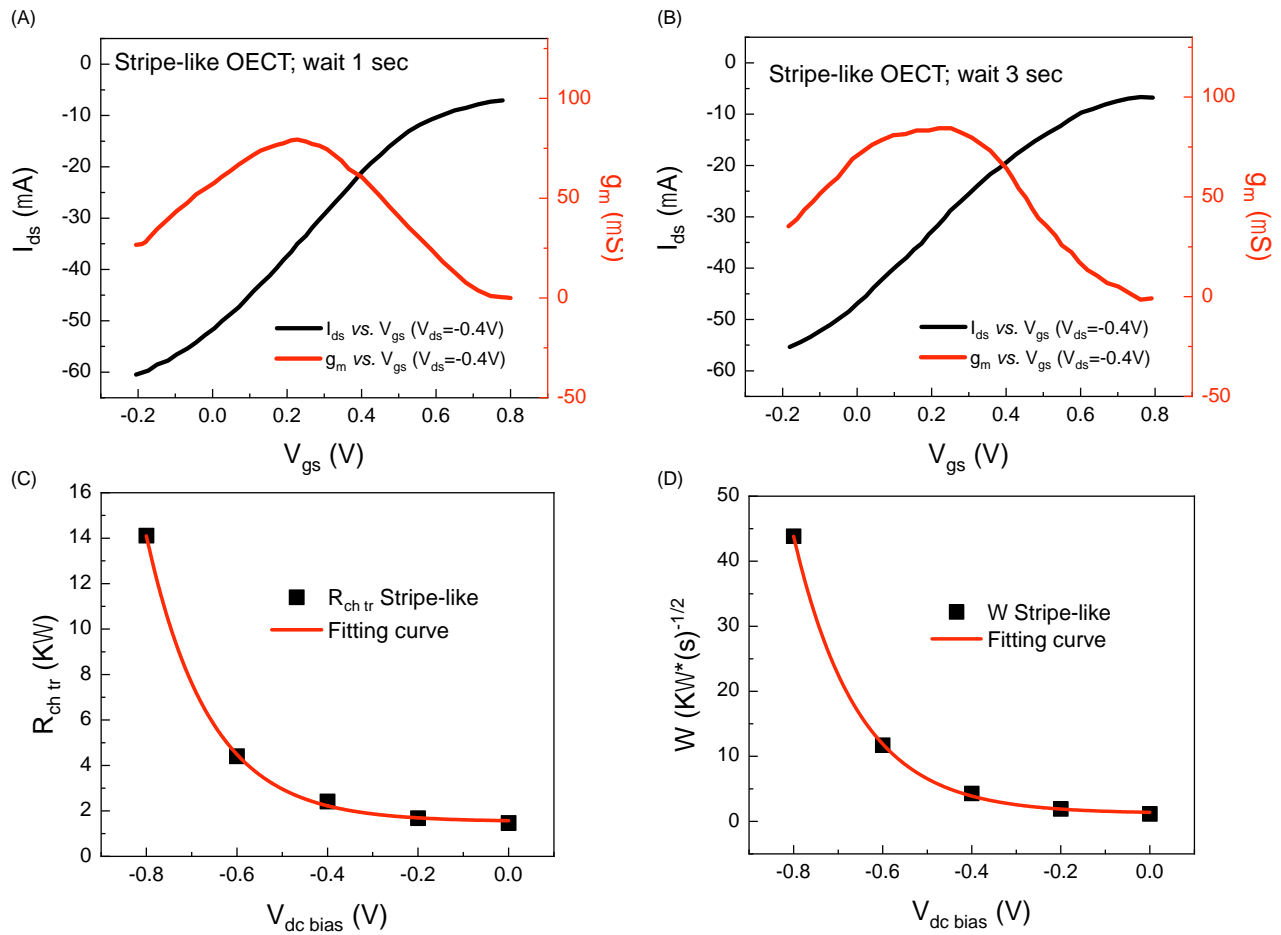 (A)
Stripe-like OECT; wait 1 sec
0
-10
-20
-30
-40
-50
-60
I_ds (mA)
100
50
0
-50
g_m (mS)
I_ds vs. V_gs (V_ds=-0.4V)
g_m vs. V_gs (V_ds=-0.4V)
-0.2 0.0 0.2 0.4 0.6 0.8
V_gs (V)
(B)
Stripe-like OECT; wait 3 sec
0
-10
-20
-30
-40
-50
-60
I_ds (mA)
100
50
0
-50
g_m (mS)
I_ds vs. V_gs (V_ds=-0.4V)
g_m vs. V_gs (V_ds=-0.4V)
-0.2 0.0 0.2 0.4 0.6 0.8
V_gs (V)
(C)
16
14
12
10
8
6
4
2
0
R_ch tr (KW)
R_ch tr Stripe-like
Fitting curve
-0.8 -0.6 -0.4 -0.2 0.0
V_dc bias (V)
(D)
50
40
30
20
10
0
W (KW*(s)^-1/2
W Stripe-like
Fitting curve
-0.8 -0.6 -0.4 -0.2 0.0
V_dc bias (V)